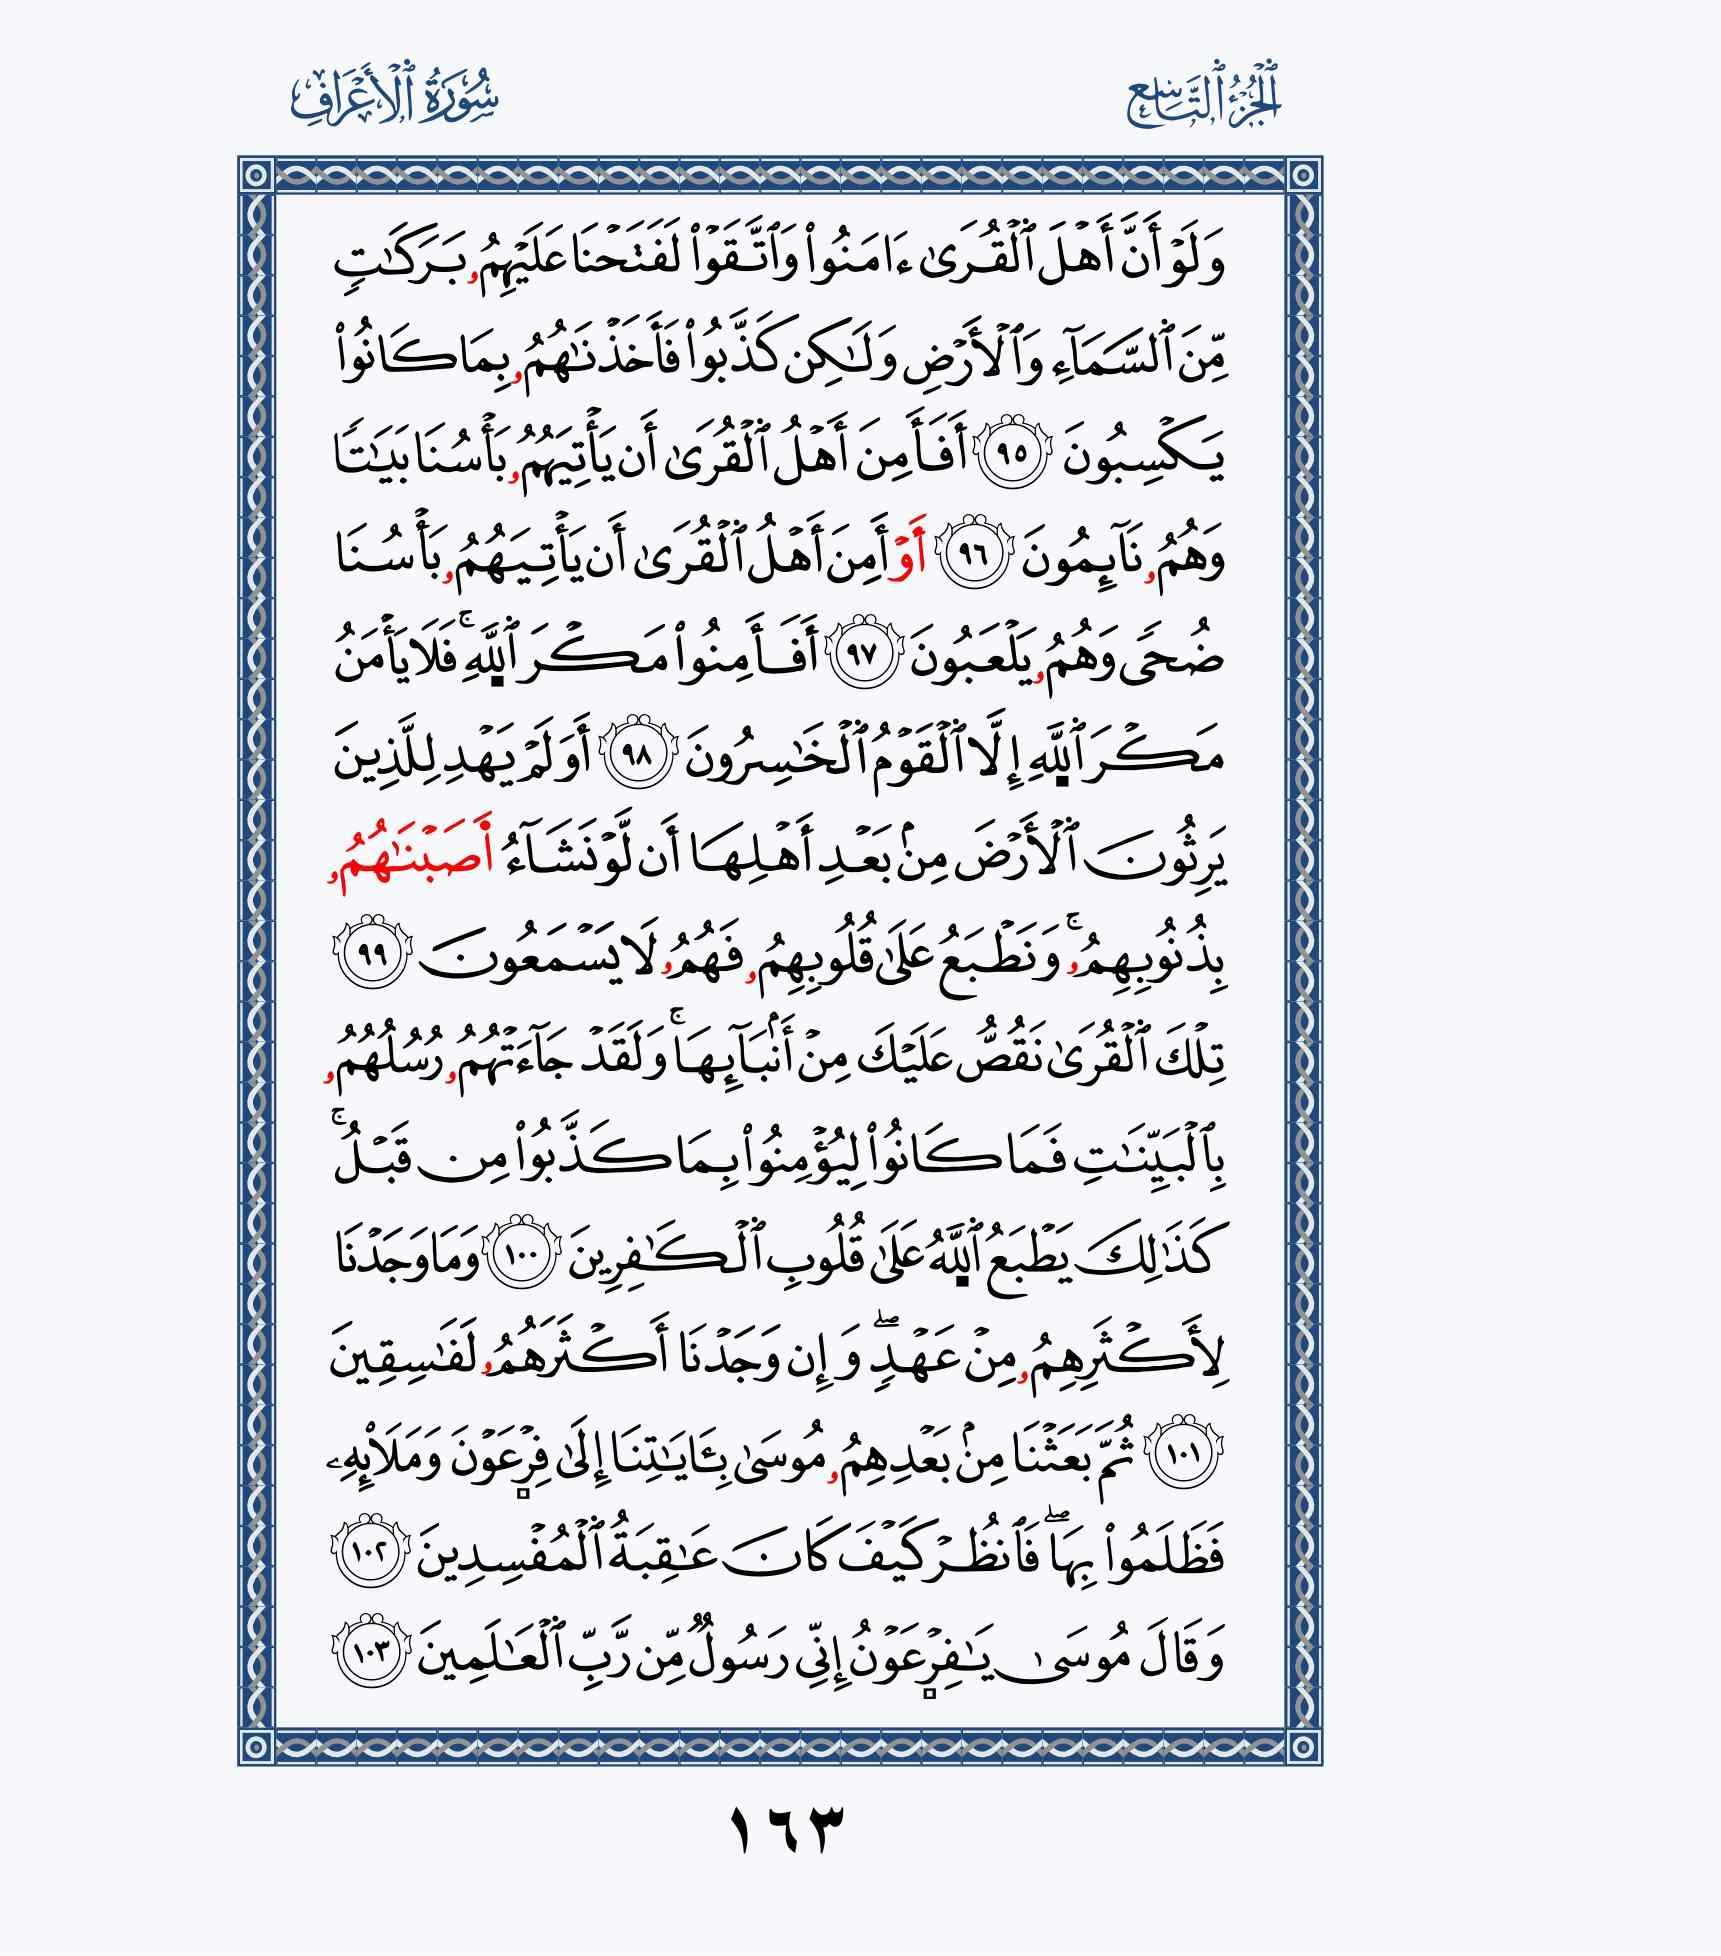 الجُزْءُ ٱلتَّاسِع
سُورَةُ ٱلۡأَعۡرَافِ
وَلَوۡ أَنَّ أَهۡلَ ٱلۡقُرَىٰ ءَامَنُواْ وَٱتَّقَوۡاْ لَفَتَحۡنَا عَلَيۡهِمُۥ بَرَكَٰتٖ
مِّنَ ٱلسَّمَآءِ وَٱلۡأَرۡضِ وَلَٰكِن كَذَّبُواْ فَأَخَذۡنَٰهُمُۥ بِمَا كَانُواْ
يَكۡسِبُونَ ٩٥ أَفَأَمِنَ أَهۡلُ ٱلۡقُرَىٰ أَن يَأۡتِيَهُمُۥ بَأۡسُنَا بَيَٰتٗا
وَهُمُۥ نَآئِمُونَ ٩٦ أَوۡ أَمِنَ أَهۡلُ ٱلۡقُرَىٰ أَن يَأۡتِيَهُمُۥ بَأۡسُنَا
ضُحٗى وَهُمُۥ يَلۡعَبُونَ ٩٧ أَفَأَمِنُواْ مَكۡرَ ٱللَّهِۚ فَلَا يَأۡمَنُ
مَكۡرَ ٱللَّهِ إِلَّا ٱلۡقَوۡمُ ٱلۡخَٰسِرُونَ ٩٨ أَوَلَمۡ يَهۡدِ لِلَّذِينَ
يَرِثُونَ ٱلۡأَرۡضَ مِنۢ بَعۡدِ أَهۡلِهَا أَن لَّوۡ نَشَآءُ أَصَبۡنَٰهُمُۥ
بِذُنُوبِهِمُۥۚ وَنَطۡبَعُ عَلَىٰ قُلُوبِهِمُۥ فَهُمُۥ لَا يَسۡمَعُونَ ٩٩
تِلۡكَ ٱلۡقُرَىٰ نَقُصُّ عَلَيۡكَ مِنۡ أَنۢبَآئِهَاۚ وَلَقَدۡ جَآءَتۡهُمُۥ رُسُلُهُمُۥ
بِٱلۡبَيِّنَٰتِ فَمَا كَانُواْ لِيُؤۡمِنُواْ بِمَا كَذَّبُواْ مِن قَبۡلُۚ
كَذَٰلِكَ يَطۡبَعُ ٱللَّهُ عَلَىٰ قُلُوبِ ٱلۡكَٰفِرِينَ ١٠٠ وَمَا وَجَدۡنَا
لِأَكۡثَرِهِمُۥ مِنۡ عَهۡدٖۖ وَإِن وَجَدۡنَا أَكۡثَرَهُمُۥ لَفَٰسِقِينَ
١٠١ ثُمَّ بَعَثۡنَا مِنۢ بَعۡدِهِمُۥ مُوسَىٰ بِـَٔايَٰتِنَا إِلَىٰ فِرۡعَوۡنَ وَمَلَإِيْهِۦ
فَظَلَمُواْ بِهَاۖ فَٱنظُرۡ كَيۡفَ كَانَ عَٰقِبَةُ ٱلۡمُفۡسِدِينَ ١٠٢
وَقَالَ مُوسَىٰ يَٰفِرۡعَوۡنُ إِنِّي رَسُولٞ مِّن رَّبِّ ٱلۡعَٰلَمِينَ ١٠٣
١٦٣